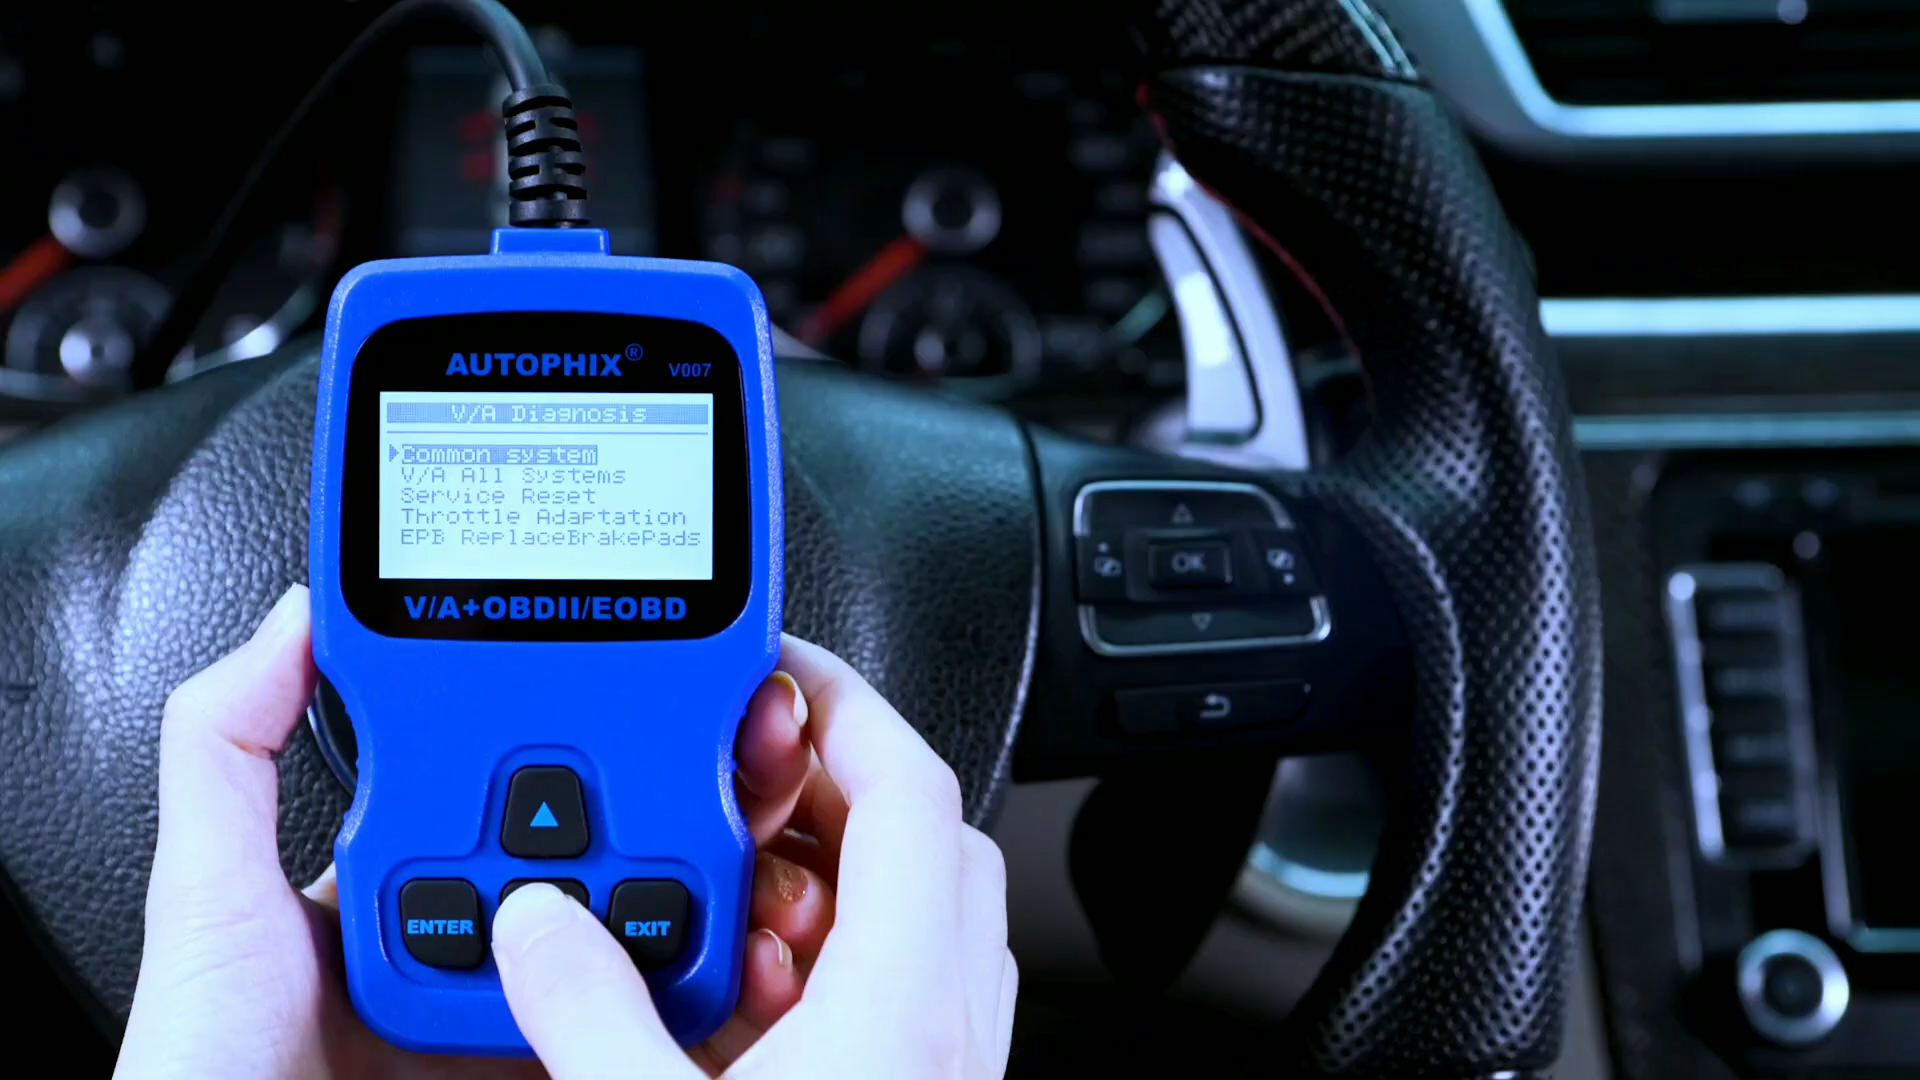 AUTOPHIX®
V007
V/A Diagnosis
Common system
V/A All Systems
Service Reset
Throttle Adaptation
EPB ReplaceBrakePads
V/A+OBDII/EOBD
OK
ENTER
EXIT